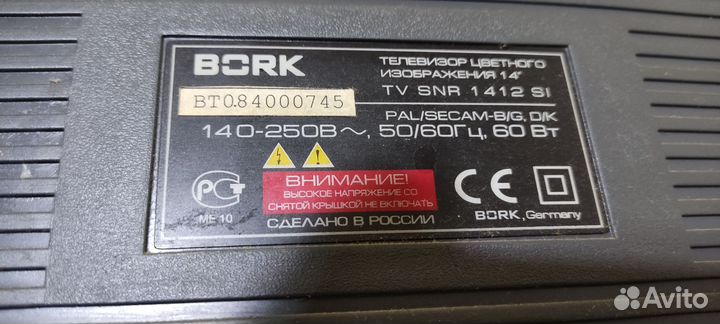 BORK
ТЕЛЕВИЗОР ЦВЕТНОГО
ИЗОБРАЖЕНИЯ 14"
TV SNR 1412 SI
BT084000745
PAL/SECAM-B/G, D/K
140-250В~, 50/60Гц, 60 Вт
РСТ
ME 10
ВНИМАНИЕ!
ВЫСОКОЕ НАПРЯЖЕНИЕ СО
СНЯТОЙ КРЫШКОЙ НЕ ВКЛЮЧАТЬ
СДЕЛАНО В РОССИИ
CE
BORK, Germany
Avito